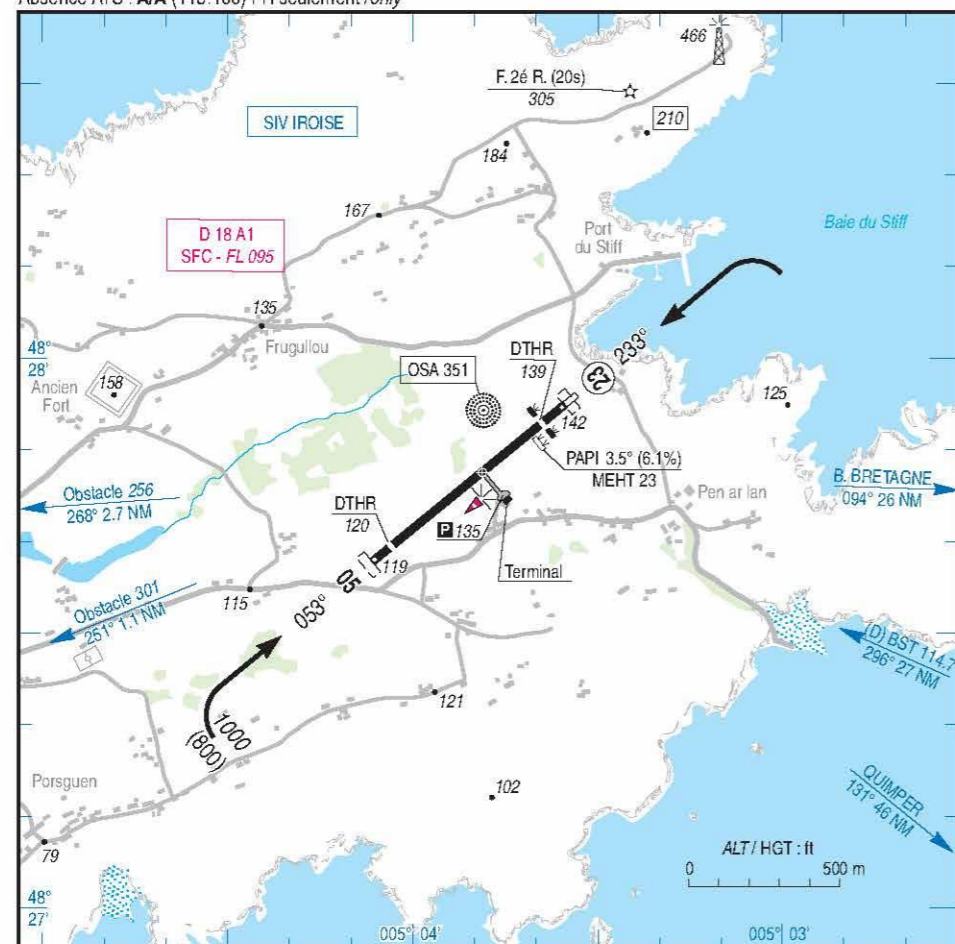 466
F. 2é R. (20s)
305
210
SIV IROISE
184
167
D 18 A1
SFC - FL 095
Port
du Stiff
Baie du Stiff
135
Frugullou
48°
28'
Ancien
Fort
158
OSA 351
DTHR
139
233°
23
142
125
PAPI 3.5° (6.1%)
MEHT 23
Pen ar lan
B. BRETAGNE
094° 26 NM
Obstacle 256
268° 2.7 NM
DTHR
120
P 135
Terminal
119
05
053°
115
Obstacle 301
251° 1.1 NM
(D) BST 114.7
296° 27 NM
121
1000
(800)
Porsguen
102
QUIMPER
131° 46 NM
79
ALT / HGT : ft
0 500 m
48°
27'
005° 04'
005° 03'